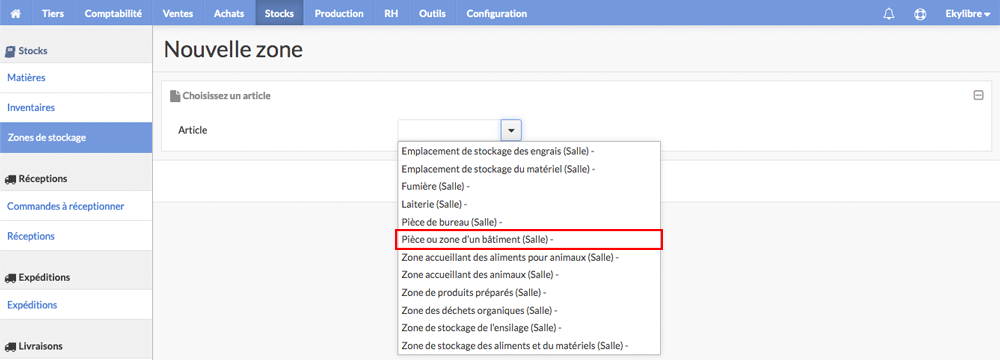 Tiers Comptabilité Ventes Achats Stocks Production RH Outils Configuration Ekylibre
Stocks
Matières
Inventaires
Zones de stockage
Réceptions
Commandes à réceptionner
Réceptions
Expéditions
Expéditions
Livraisons
Nouvelle zone
Choisissez un article
Article
Emplacement de stockage des engrais (Salle) -
Emplacement de stockage du matériel (Salle) -
Fumière (Salle) -
Laiterie (Salle) -
Pièce de bureau (Salle) -
Pièce ou zone d'un bâtiment (Salle) -
Zone accueillant des aliments pour animaux (Salle) -
Zone accueillant des animaux (Salle) -
Zone de produits préparés (Salle) -
Zone des déchets organiques (Salle) -
Zone de stockage de l'ensilage (Salle) -
Zone de stockage des aliments et du matériels (Salle) -